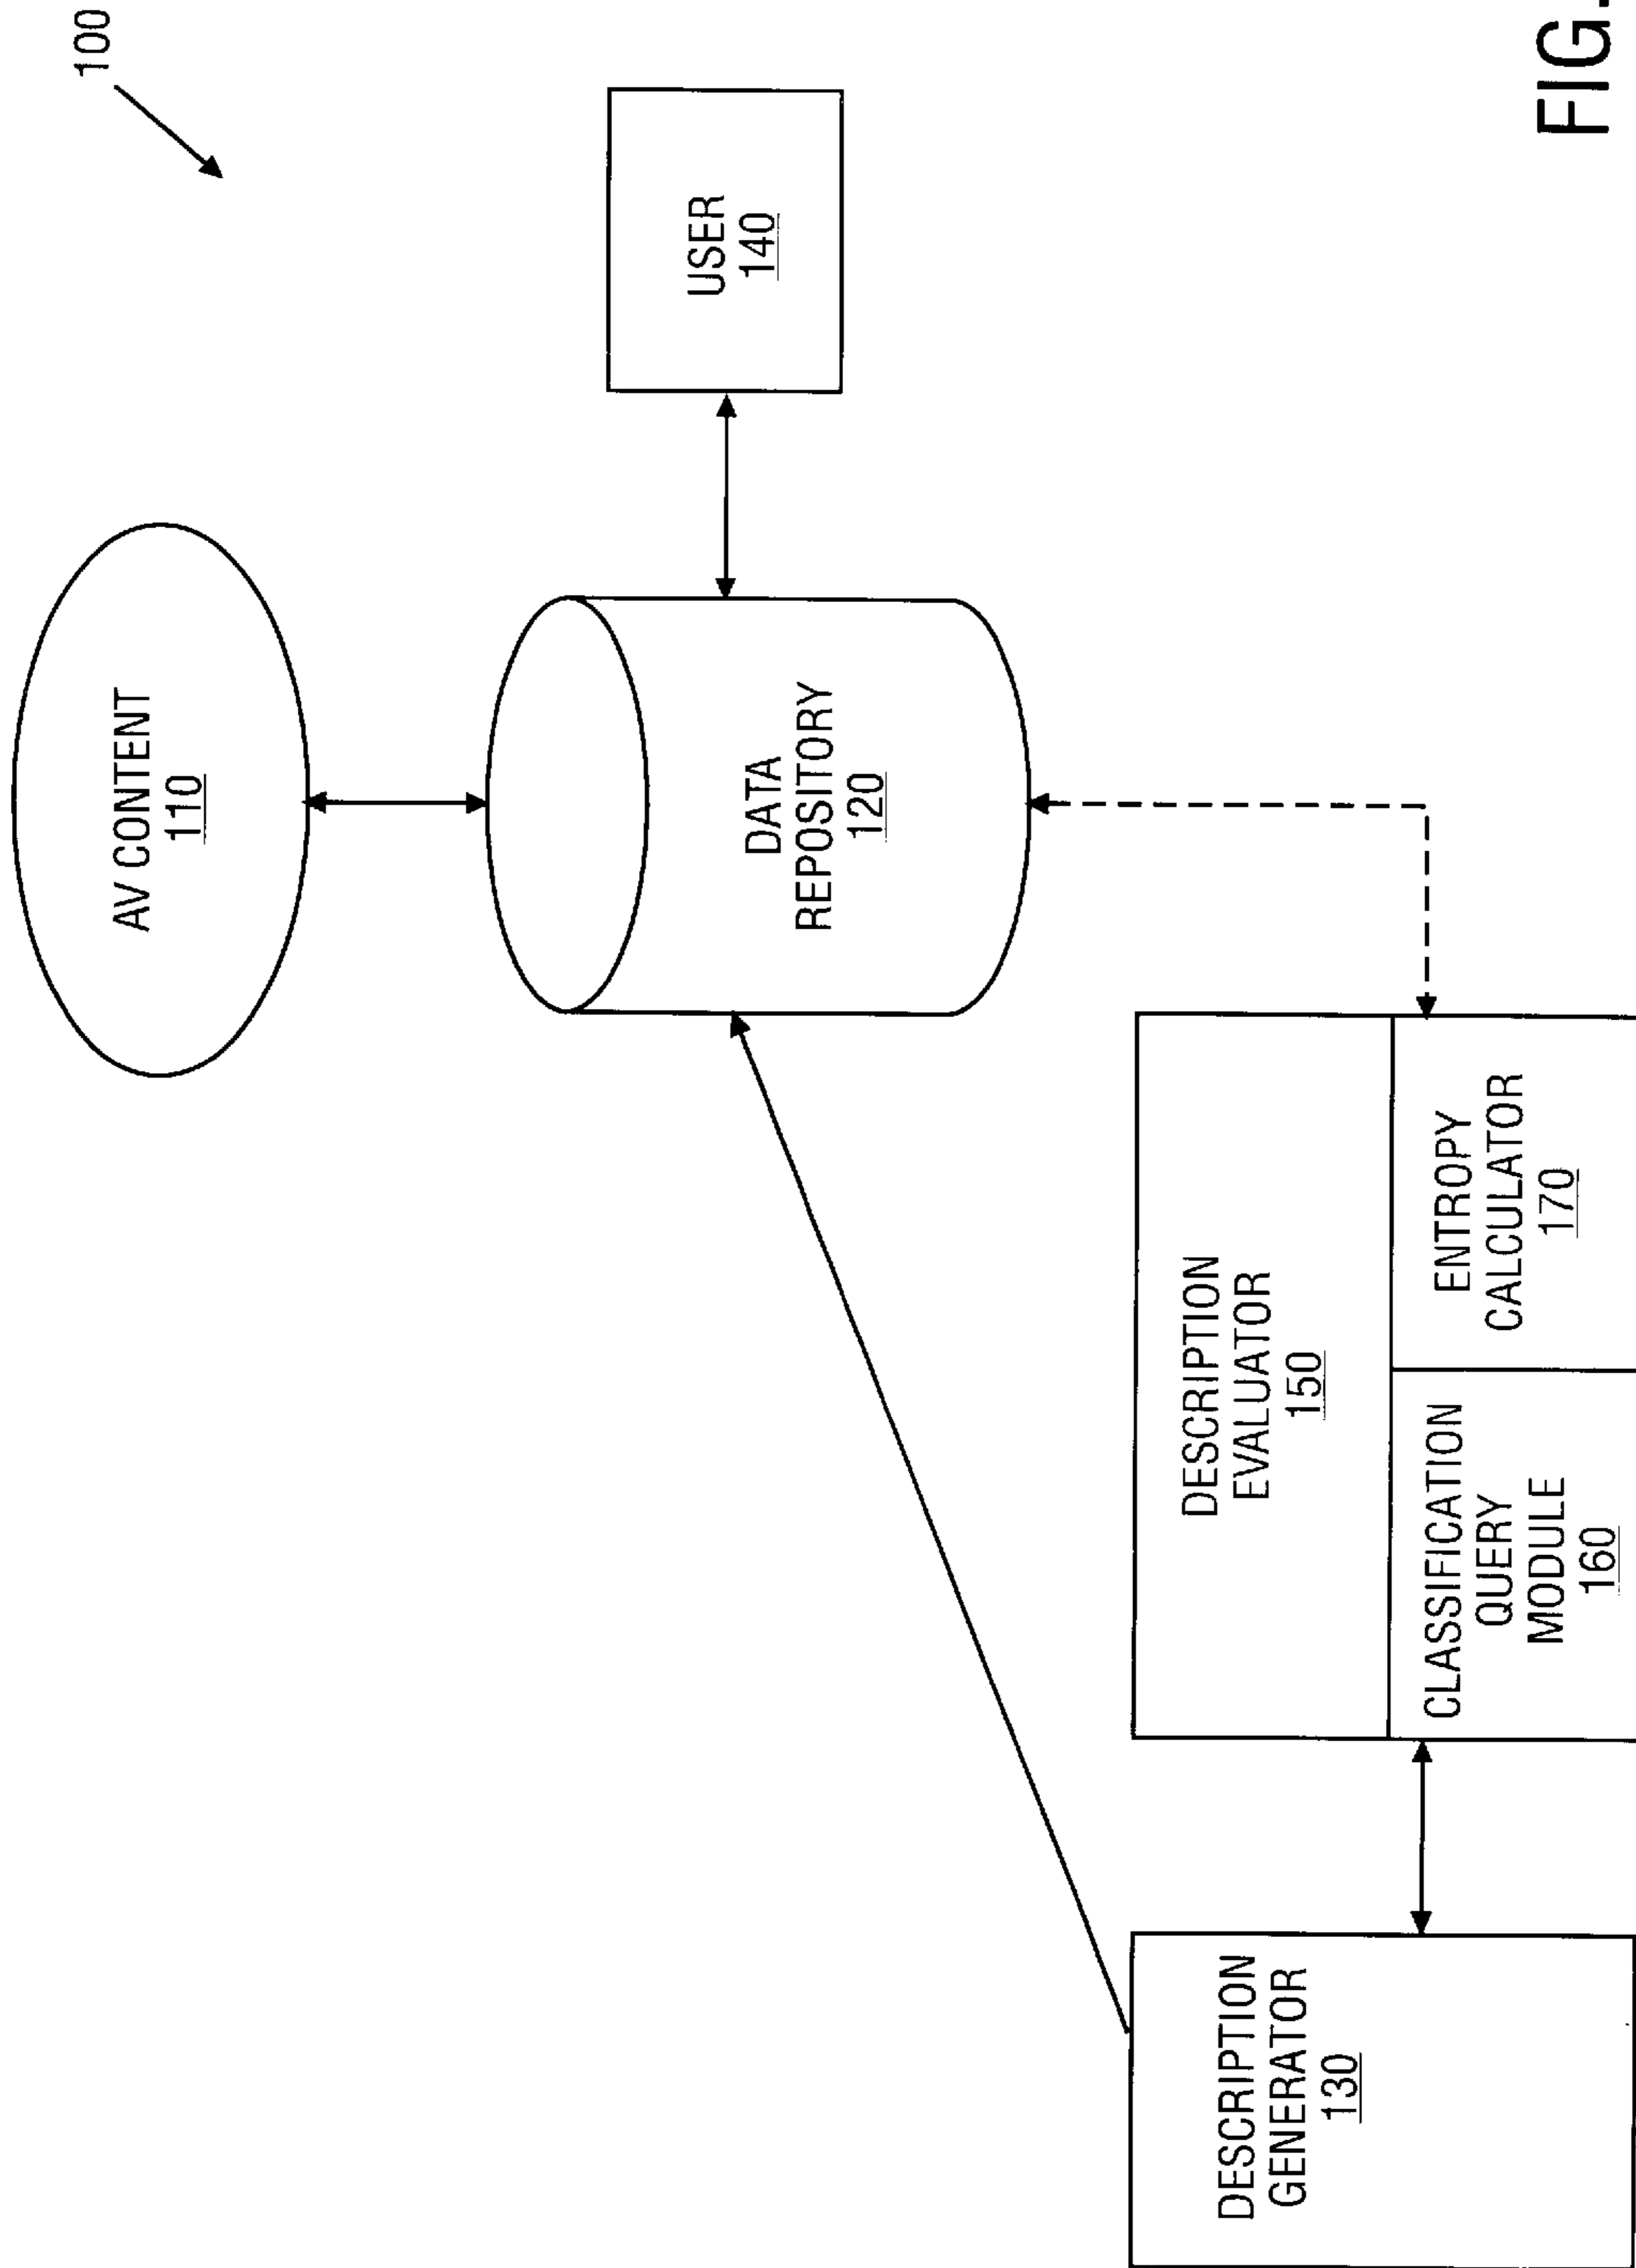 100
AV CONTENT
110
DATA
REPOSITORY
120
USER
140
DESCRIPTION
GENERATOR
130
DESCRIPTION
EVALUATOR
150
CLASSIFICATION
QUERY
MODULE
160
ENTROPY
CALCULATOR
170
FIG.